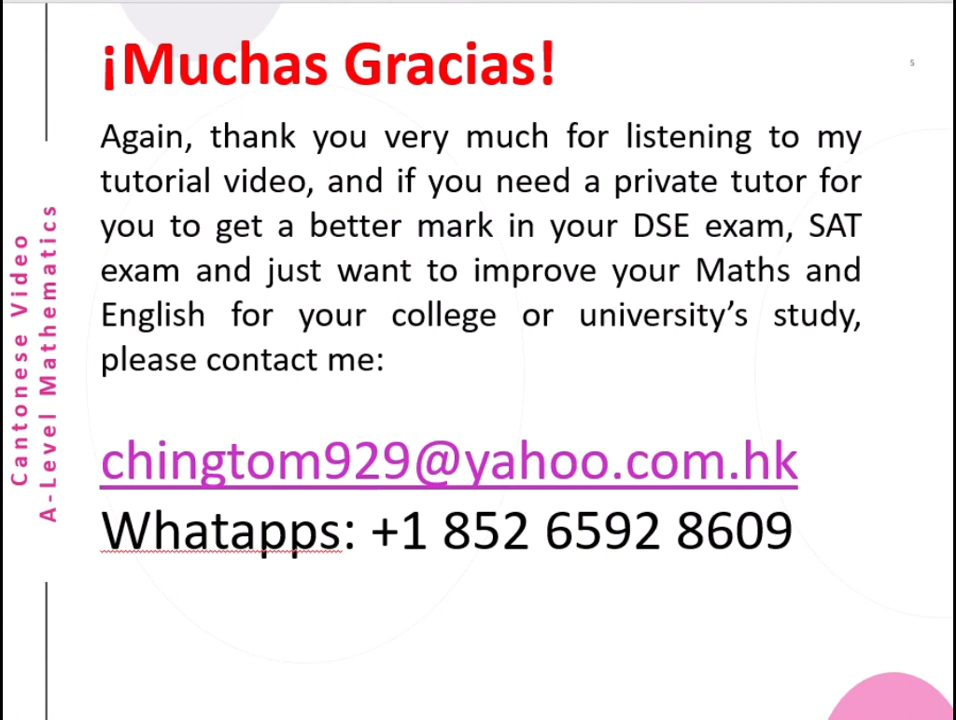 ¡Muchas Gracias!
5
Again, thank you very much for listening to my
tutorial video, and if you need a private tutor for
you to get a better mark in your DSE exam, SAT
exam and just want to improve your Maths and
English for your college or university’s study,
please contact me:
chingtom929@yahoo.com.hk
Whatapps: +1 852 6592 8609
Cantonese Video
A-Level Mathematics